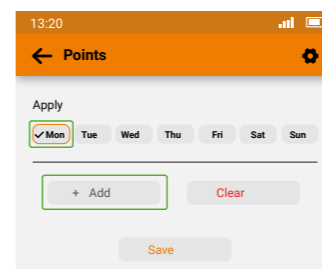 13:20
Points
Apply
Mon Tue Wed Thu Fri Sat Sun
+ Add Clear
Save